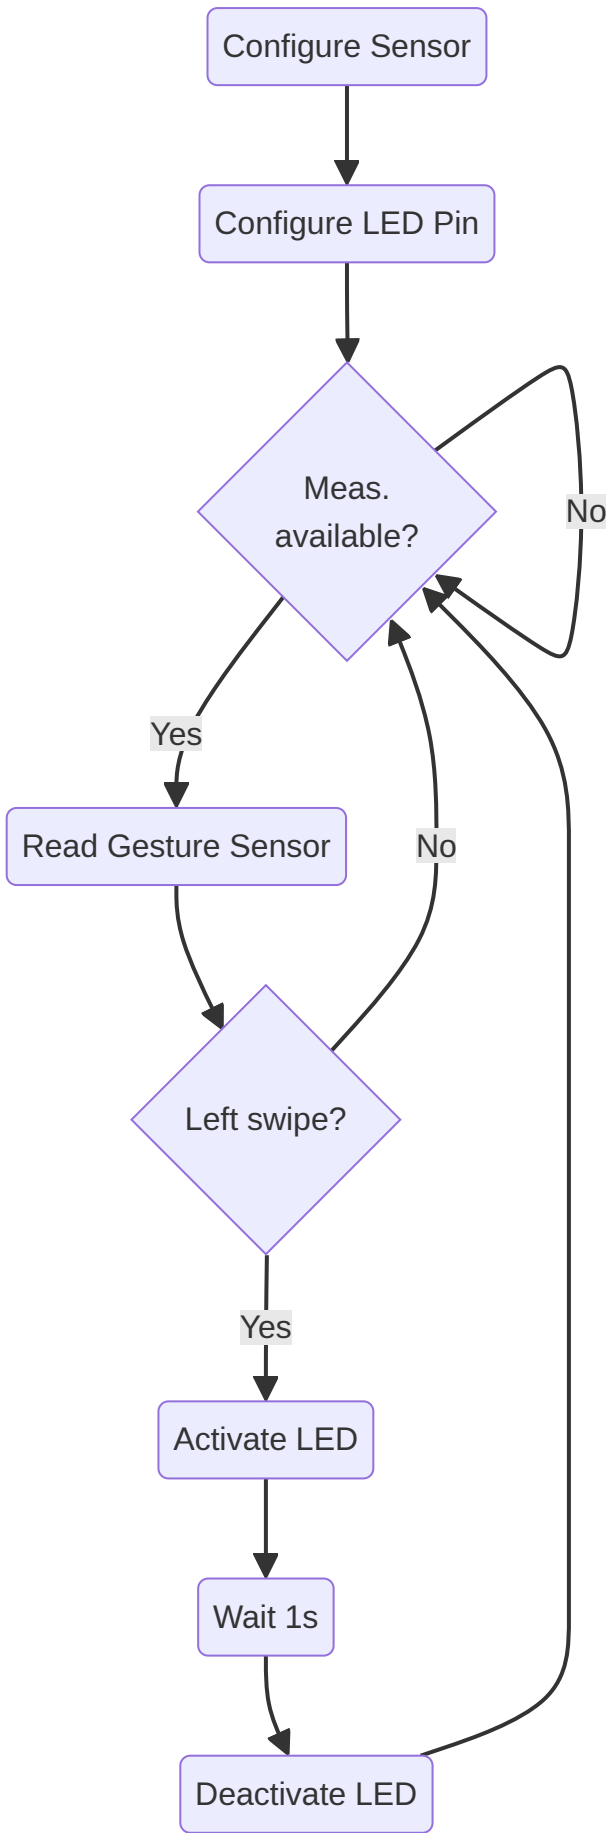 Configure Sensor
Configure LED Pin
Meas.
available?
No
Yes
Read Gesture Sensor
No
Left swipe?
Yes
Activate LED
Wait 1s
Deactivate LED